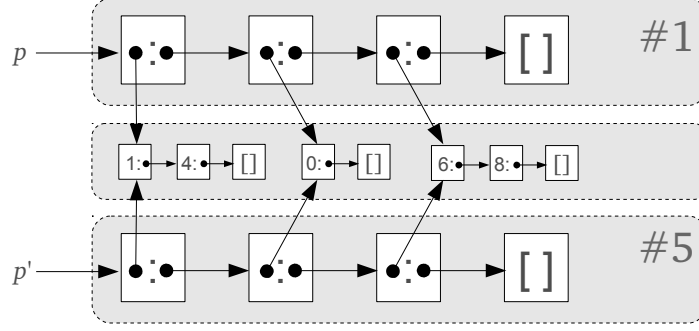 p : : : [ ] #1
1: 4: [] 0: [] 6: 8: []
p' : : : [ ] #5